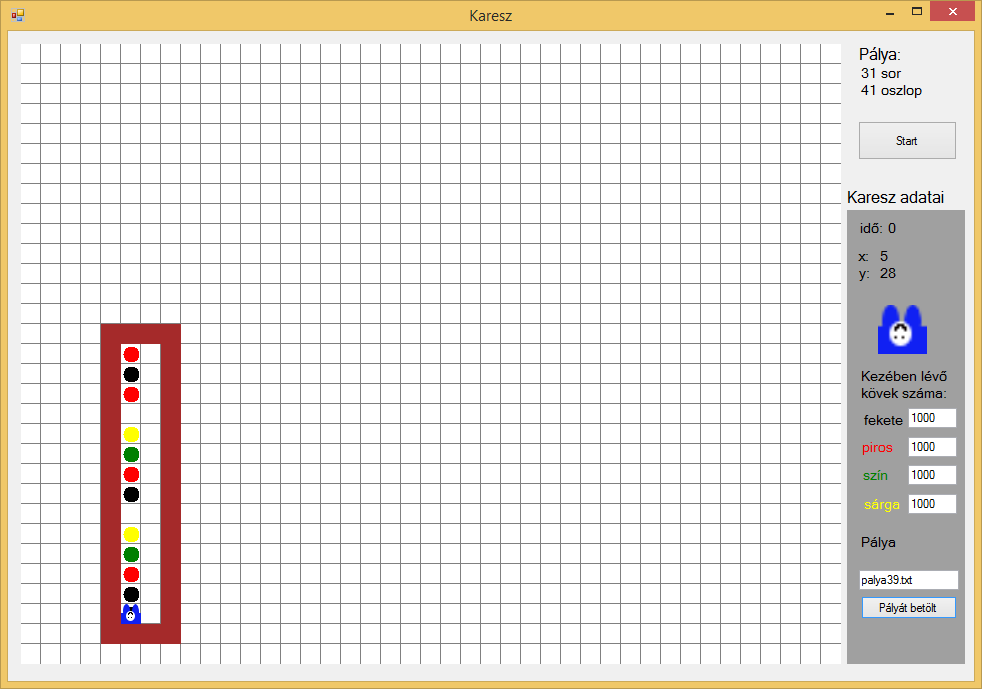 Karesz
Pálya:
31 sor
41 oszlop
Start
Karesz adatai
idő: 0
x: 5
y: 28
Kezében lévő
kövek száma:
fekete 1000
piros 1000
szín 1000
sárga 1000
Pálya
palya39.txt
Pályát betölt